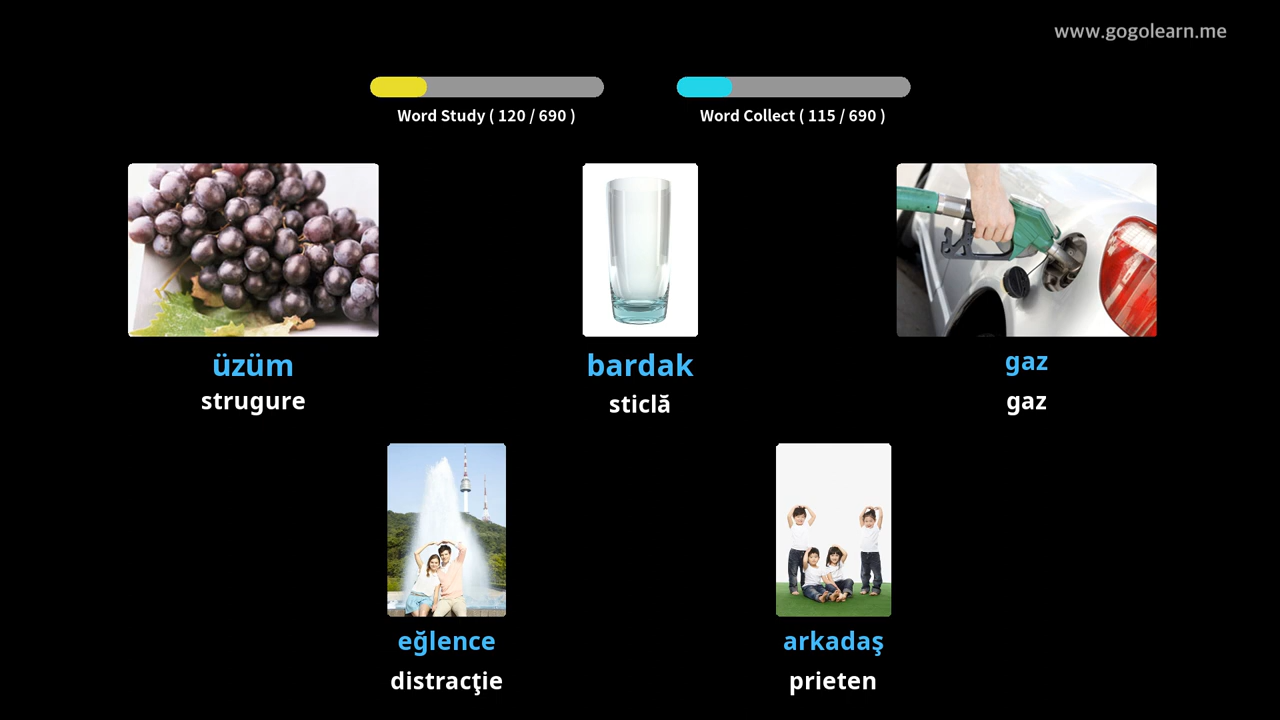 www.gogolearn.me
Word Study ( 120 / 690 )
Word Collect ( 115 / 690 )
üzüm
strugure
bardak
sticlă
gaz
gaz
eğlence
distracţie
arkadaş
prieten